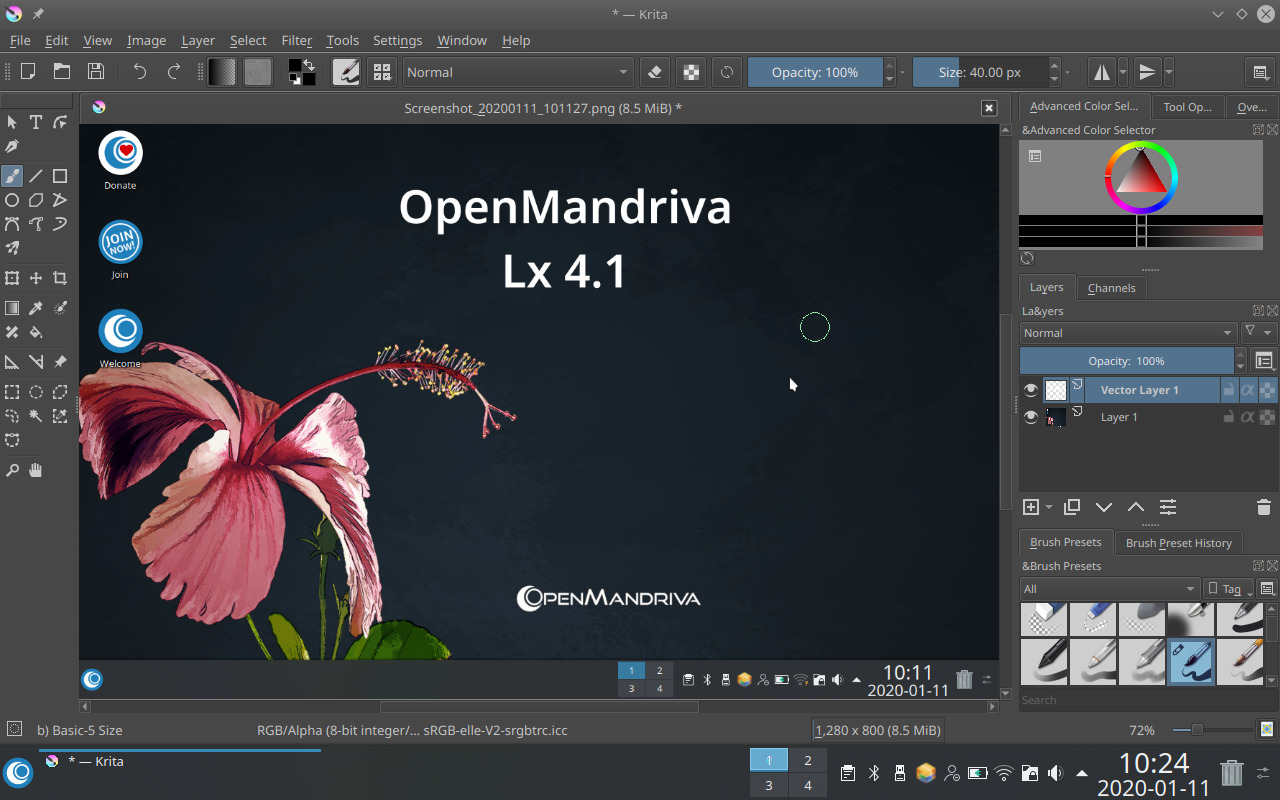 * — Krita
File Edit View Image Layer Select Filter Tools Settings Window Help
Normal
Opacity: 100%
Size: 40.00 px
Screenshot_20200111_101127.png (8.5 MiB) *
Donate
JOIN NOW!
Join
Welcome
OpenMandriva
Lx 4.1
OPENMANDRIVA
1 2
3 4
10:11
2020-01-11
Advanced Color Sel... Tool Op... Ove...
&Advanced Color Selector
Layers Channels
La&yers
Normal
Opacity: 100%
Vector Layer 1
α
Layer 1
α
Brush Presets Brush Preset History
&Brush Presets
All
Tag
Search
b) Basic-5 Size
RGB/Alpha (8-bit integer/... sRGB-elle-V2-srgbtrc.icc
1,280 x 800 (8.5 MiB)
72%
* — Krita
1 2
3 4
10:24
2020-01-11